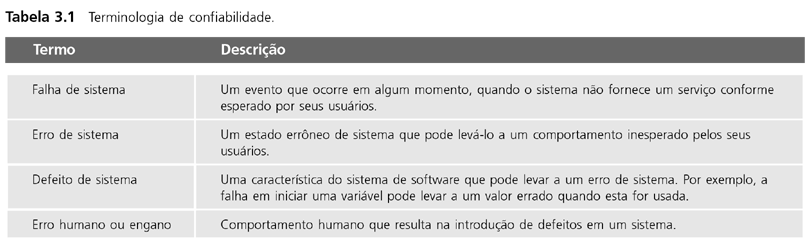 Tabela 3.1 Terminologia de confiabilidade.
Termo Descrição
Falha de sistema Um evento que ocorre em algum momento, quando o sistema não fornece um serviço conforme
esperado por seus usuários.
Erro de sistema Um estado errôneo de sistema que pode levá-lo a um comportamento inesperado pelos seus
usuários.
Defeito de sistema Uma característica do sistema de software que pode levar a um erro de sistema. Por exemplo, a
falha em iniciar uma variável pode levar a um valor errado quando esta for usada.
Erro humano ou engano Comportamento humano que resulta na introdução de defeitos em um sistema.